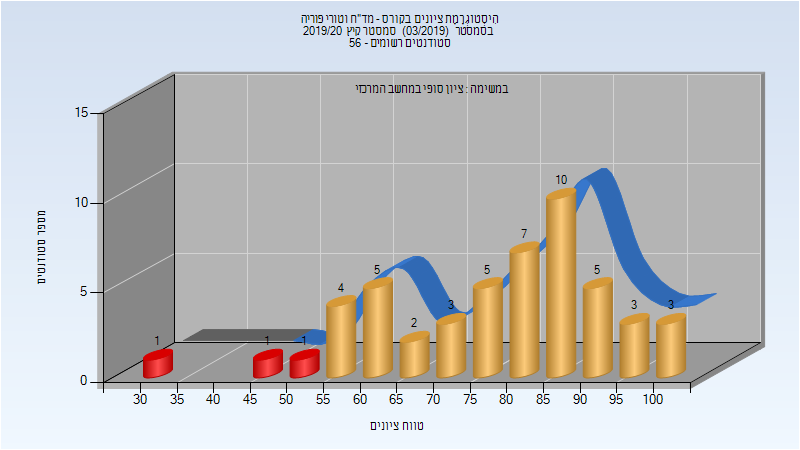 היסטוגרמת ציונים בקורס - מד"ח וטורי פוריה
בסמסטר (03/2019) סמסטר קיץ 2019/20
סטודנטים רשומים - 56
במשימה : ציון סופי במחשב המרכזי
מספר סטודנטים
15
10
5
0
1
1
1
4
5
2
3
5
7
10
5
3
3
30 35 40 45 50 55 60 65 70 75 80 85 90 95 100
טווח ציונים